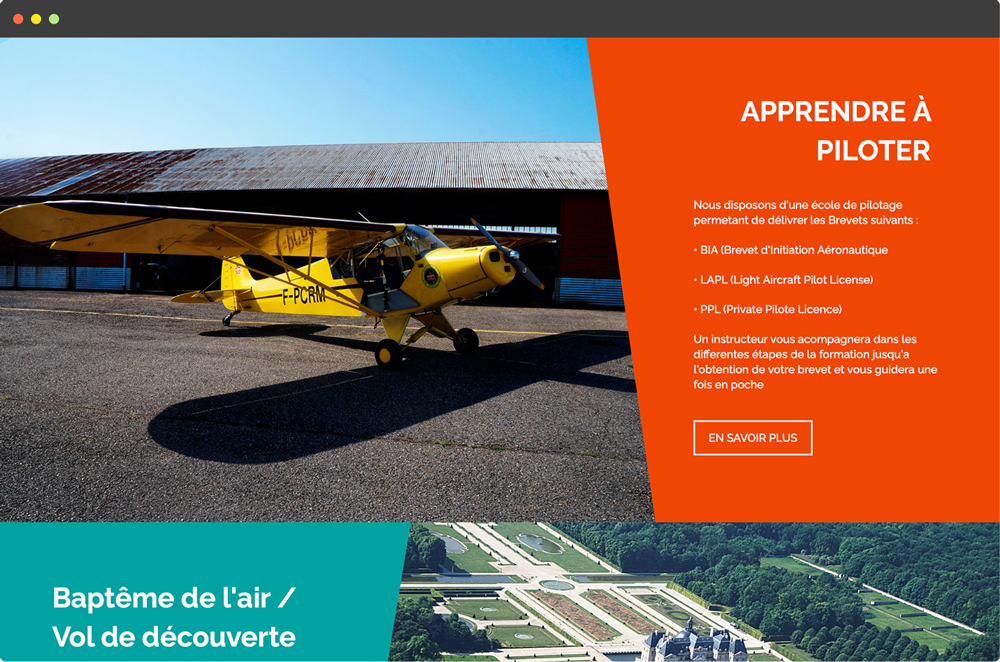 APPRENDRE À
PILOTER
Nous disposons d'une école de pilotage
permetant de délivrer les Brevets suivants :
• BIA (Brevet d'Initiation Aéronautique
• LAPL (Light Aircraft Pilot License)
• PPL (Private Pilote Licence)
Un instructeur vous acompagnera dans les
differentes étapes de la formation jusqu'a
l'obtention de votre brevet et vous guidera une
fois en poche
EN SAVOIR PLUS
F-PCRM
Baptême de l'air /
Vol de découverte